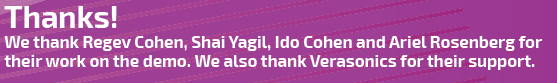 Thanks!
We thank Regev Cohen, Shai Yagil, Ido Cohen and Ariel Rosenberg for
their work on the demo. We also thank Verasonics for their support.